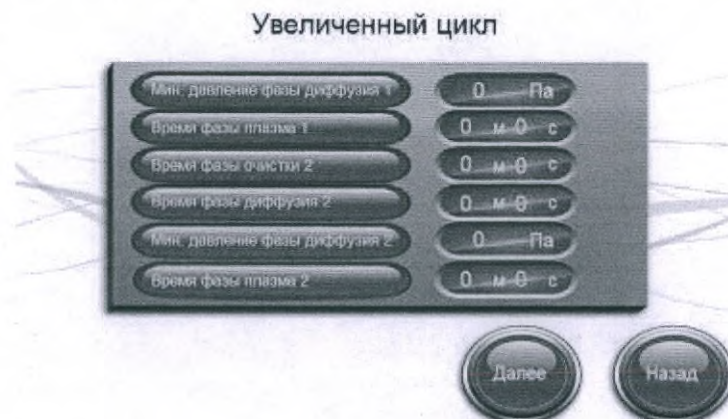 Увеличенный цикл
Мин. давление фазы диффузия 1 0 Па
Время фазы плазма 1 0 м 0 с
Время фазы очистки 2 0 м 0 с
Время фазы диффузия 2 0 м 0 с
Мин. давление фазы диффузия 2 0 Па
Время фазы плазма 2 0 м 0 с
Далее Назад